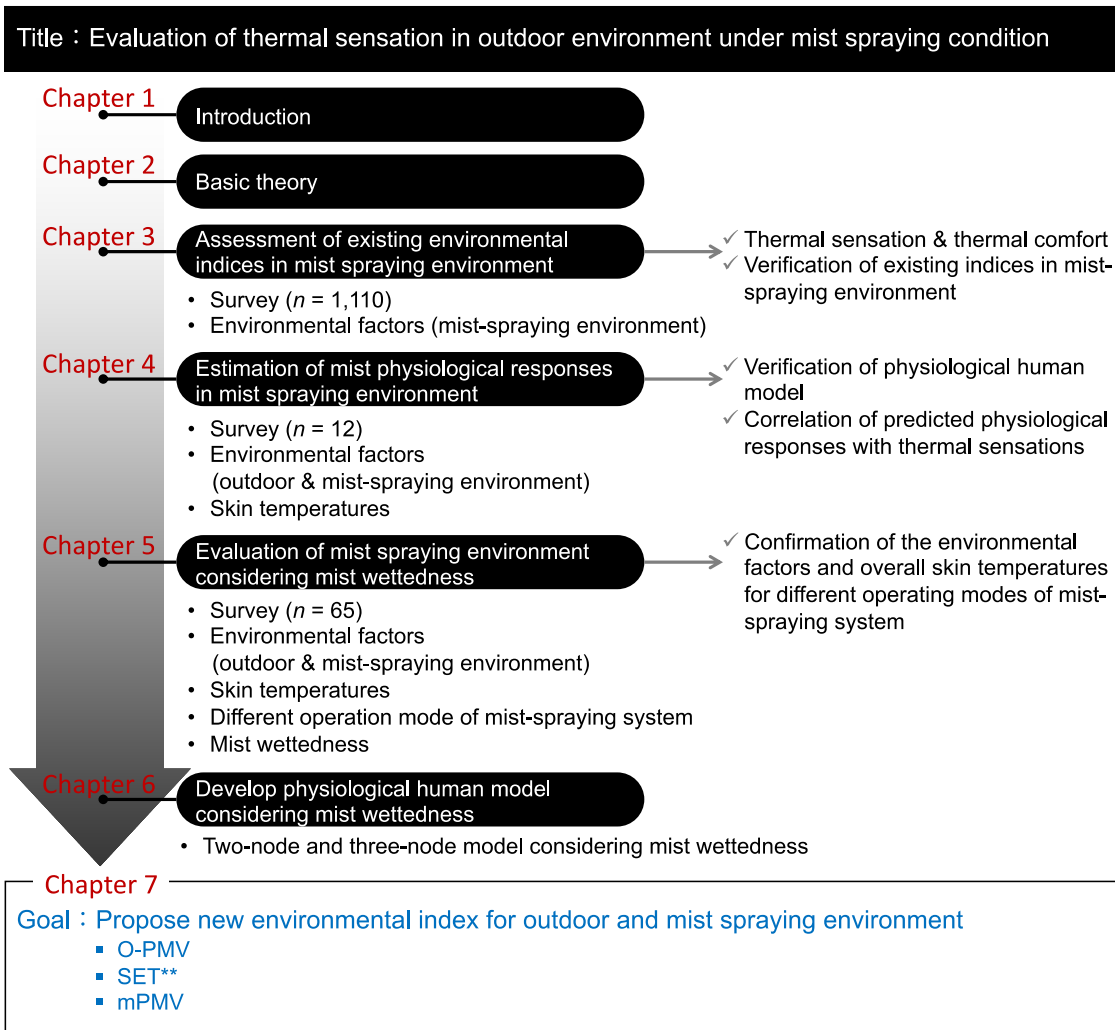 Title：Evaluation of thermal sensation in outdoor environment under mist spraying condition
Chapter 1
Introduction
Chapter 2
Basic theory
Chapter 3
Assessment of existing environmental
indices in mist spraying environment
✓ Thermal sensation & thermal comfort
✓ Verification of existing indices in mist-
spraying environment
• Survey (n = 1,110)
• Environmental factors (mist-spraying environment)
Chapter 4
Estimation of mist physiological responses
in mist spraying environment
✓ Verification of physiological human
model
✓ Correlation of predicted physiological
responses with thermal sensations
• Survey (n = 12)
• Environmental factors
(outdoor & mist-spraying environment)
• Skin temperatures
Chapter 5
Evaluation of mist spraying environment
considering mist wettedness
✓ Confirmation of the environmental
factors and overall skin temperatures
for different operating modes of mist-
spraying system
• Survey (n = 65)
• Environmental factors
(outdoor & mist-spraying environment)
• Skin temperatures
• Different operation mode of mist-spraying system
• Mist wettedness
Chapter 6
Develop physiological human model
considering mist wettedness
• Two-node and three-node model considering mist wettedness
Chapter 7
Goal：Propose new environmental index for outdoor and mist spraying environment
▪ O-PMV
▪ SET**
▪ mPMV